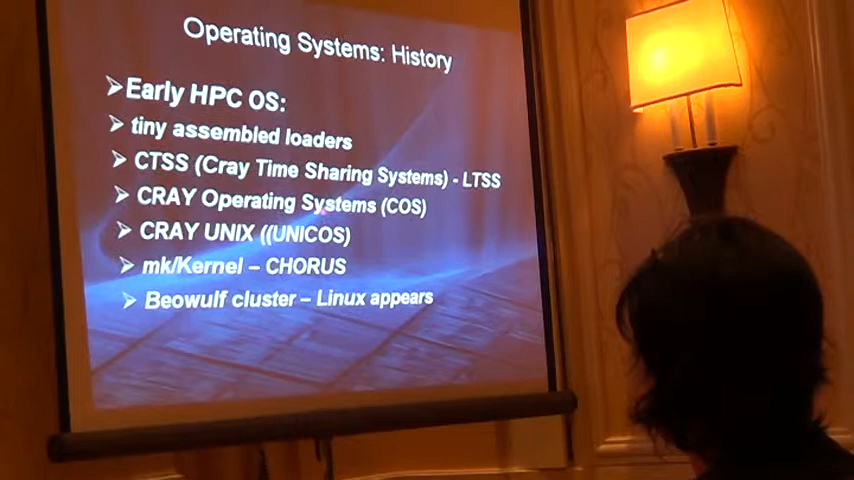 Operating Systems: History
➢Early HPC OS:
➢ tiny assembled loaders
➢ CTSS (Cray Time Sharing Systems) - LTSS
➢ CRAY Operating Systems (COS)
➢ CRAY UNIX ((UNICOS)
➢ mk/Kernel – CHORUS
➢ Beowulf cluster – Linux appears